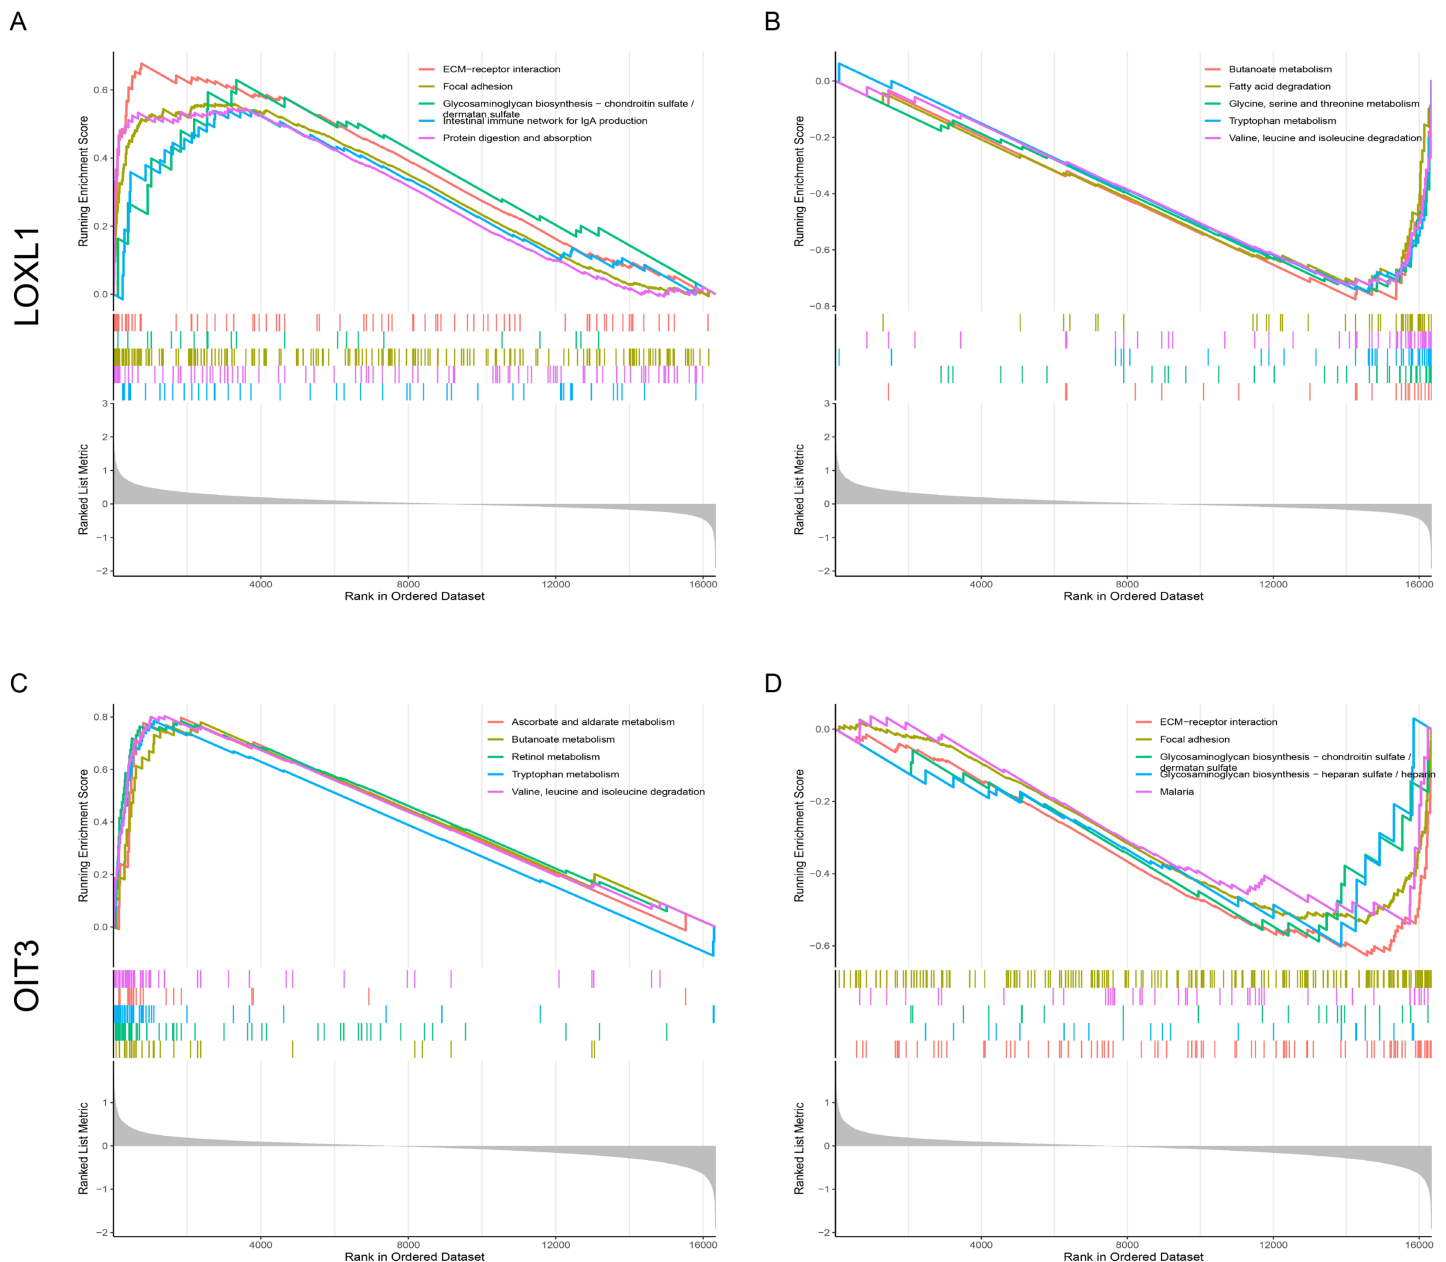 A
Running Enrichment Score
0.6
0.4
0.2
0.0
ECM−receptor interaction
Focal adhesion
Glycosaminoglycan biosynthesis − chondroitin sulfate /
dermatan sulfate
Intestinal immune network for IgA production
Protein digestion and absorption
Ranked List Metric
3
2
1
0
−1
−2
4000
8000
12000
16000
Rank in Ordered Dataset
B
Running Enrichment Score
0.0
−0.2
−0.4
−0.6
−0.8
Butanoate metabolism
Fatty acid degradation
Glycine, serine and threonine metabolism
Tryptophan metabolism
Valine, leucine and isoleucine degradation
Ranked List Metric
3
2
1
0
−1
−2
4000
8000
12000
16000
Rank in Ordered Dataset
LOXL1
C
Running Enrichment Score
0.8
0.6
0.4
0.2
0.0
Ascorbate and aldarate metabolism
Butanoate metabolism
Retinol metabolism
Tryptophan metabolism
Valine, leucine and isoleucine degradation
Ranked List Metric
1
0
−1
−2
4000
8000
12000
16000
Rank in Ordered Dataset
D
Running Enrichment Score
0.0
−0.2
−0.4
−0.6
ECM−receptor interaction
Focal adhesion
Glycosaminoglycan biosynthesis − chondroitin sulfate /
dermatan sulfate
Glycosaminoglycan biosynthesis − heparan sulfate / heparin
Malaria
Ranked List Metric
1
0
−1
−2
4000
8000
12000
16000
Rank in Ordered Dataset
OIT3